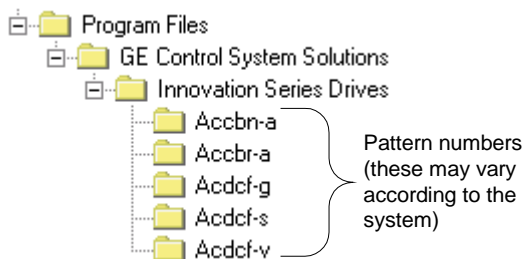 Program Files
GE Control System Solutions
Innovation Series Drives
Accbn-a
Accbr-a
Acdcf-g
Acdcf-s
Acdcf-v
Pattern numbers
(these may vary
according to the
system)